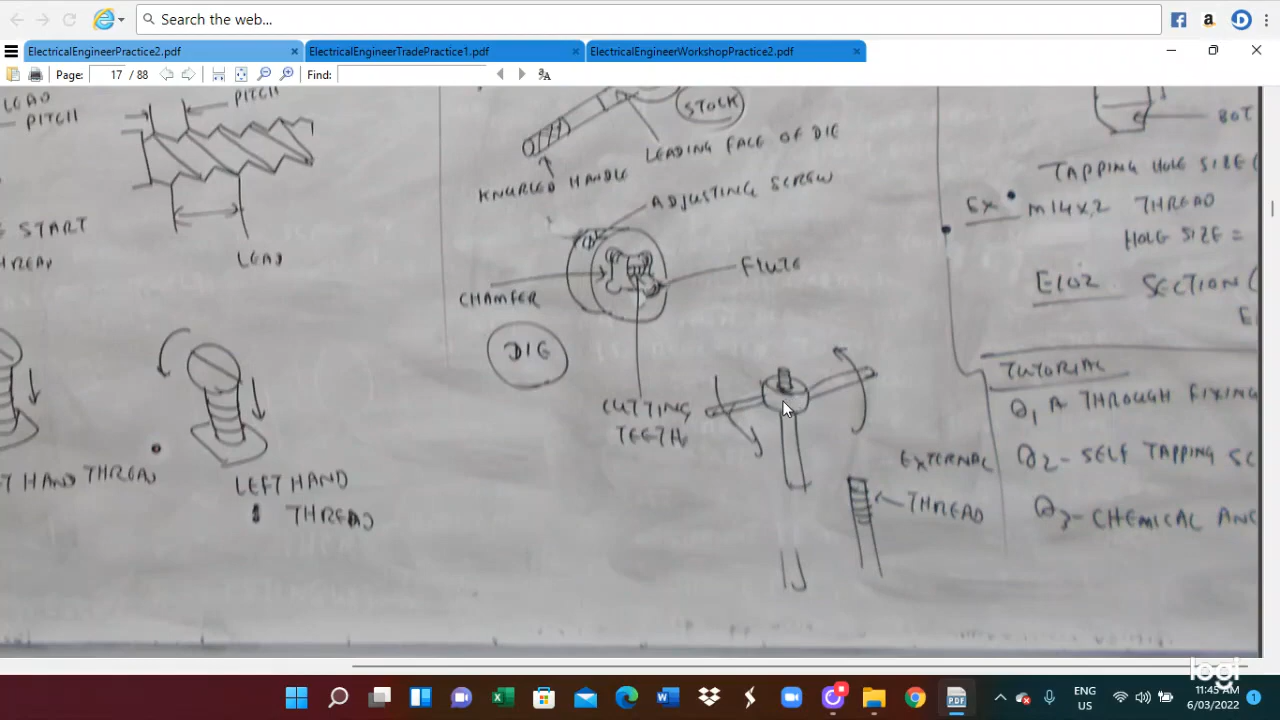 Search the web...
ElectricalEngineerPractice2.pdf
ElectricalEngineerTradePractice1.pdf
ElectricalEngineerWorkshopPractice2.pdf
Page:
17 / 88
Find:
LEAD
PITCH
PITCH
START
LEAD
STOCK
LEADING FACE OF DIE
KNURLED HANDLE
ADJUSTING SCREW
CHAMFER
FLUTE
DIE
CUTTING
TEETH
HAND THREAD
LEFT HAND
THREAD
EXTERNAL
THREAD
BOT
TAPPING HOLE SIZE (
EX
M14X2 THREAD
HOLE SIZE =
E102 SECTION (
TUTORIAL
Q1 A THROUGH FIXING
Q2- SELF TAPPING SC
Q3- CHEMICAL ANC
logi
ENG
US
11:45 AM
6/03/2022